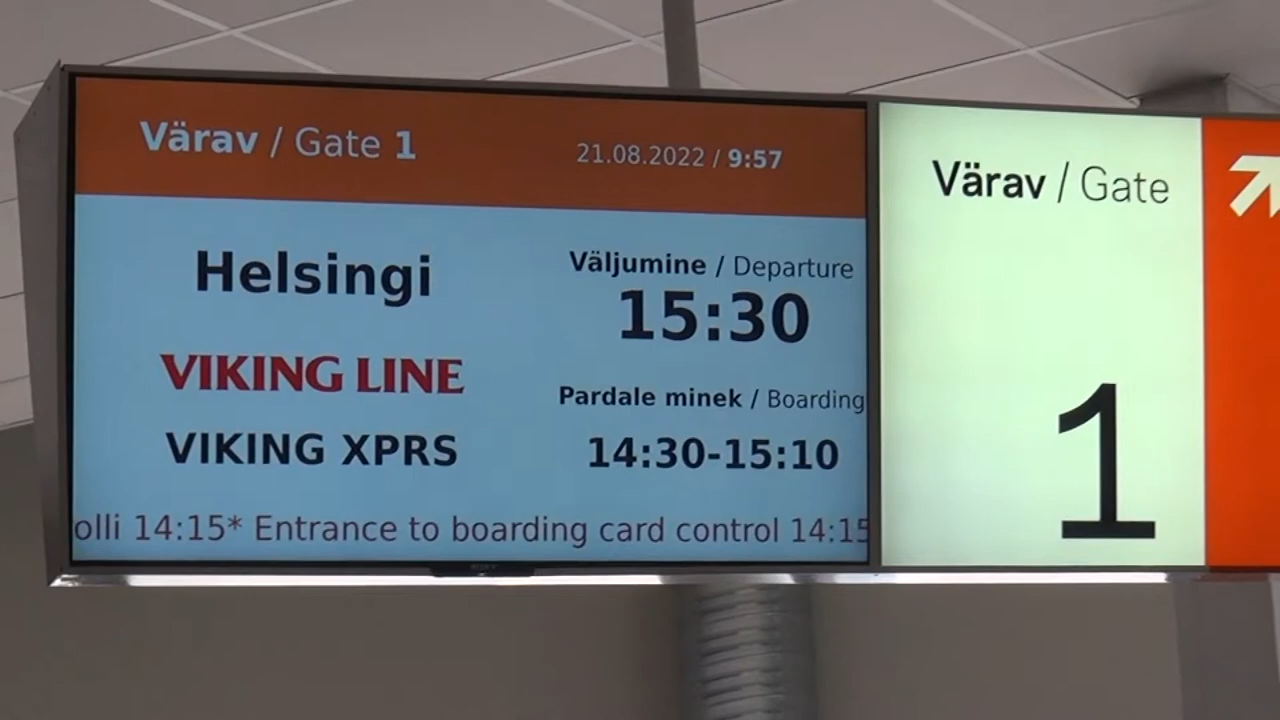 Värav / Gate 1
21.08.2022 / 9:57
Helsingi
VIKING LINE
VIKING XPRS
Väljumine / Departure
15:30
Pardale minek / Boarding
14:30-15:10
olli 14:15* Entrance to boarding card control 14:15
SONY
Värav / Gate
1